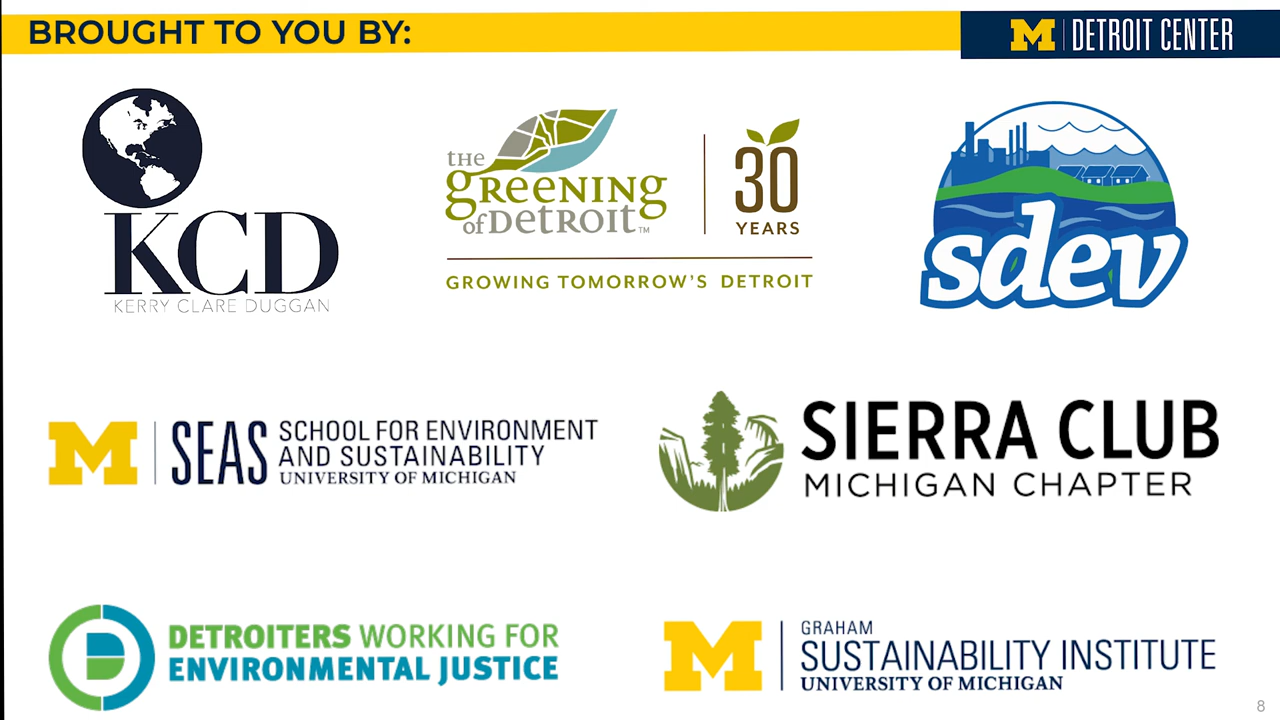 BROUGHT TO YOU BY:
M | DETROIT CENTER
KCD
KERRY CLARE DUGGAN
THE
GREENING
of DETROIT™
30
YEARS
GROWING TOMORROW'S DETROIT
sdev
M | SEAS
SCHOOL FOR ENVIRONMENT
AND SUSTAINABILITY
UNIVERSITY OF MICHIGAN
SIERRA CLUB
MICHIGAN CHAPTER
DETROITERS WORKING FOR
ENVIRONMENTAL JUSTICE
M
GRAHAM
SUSTAINABILITY INSTITUTE
UNIVERSITY OF MICHIGAN
8